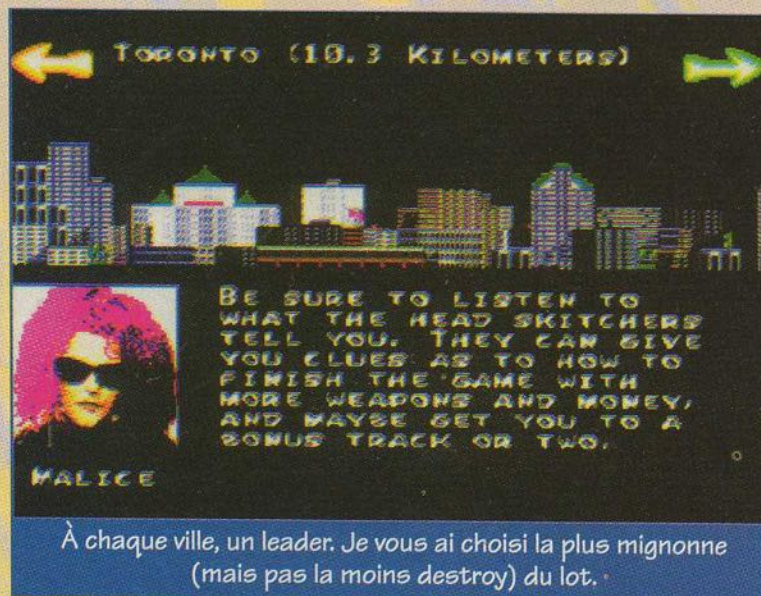 TORONTO (10.3 KILOMETERS)
BE SURE TO LISTEN TO
WHAT THE HEAD SKITCHERS
TELL YOU. THEY CAN GIVE
YOU CLUES AS TO HOW TO
FINISH THE GAME WITH
MORE WEAPONS AND MONEY,
AND MAYBE GET YOU TO A
BONUS TRACK OR TWO.
MALICE
À chaque ville, un leader. Je vous ai choisi la plus mignonne
(mais pas la moins destroy) du lot.